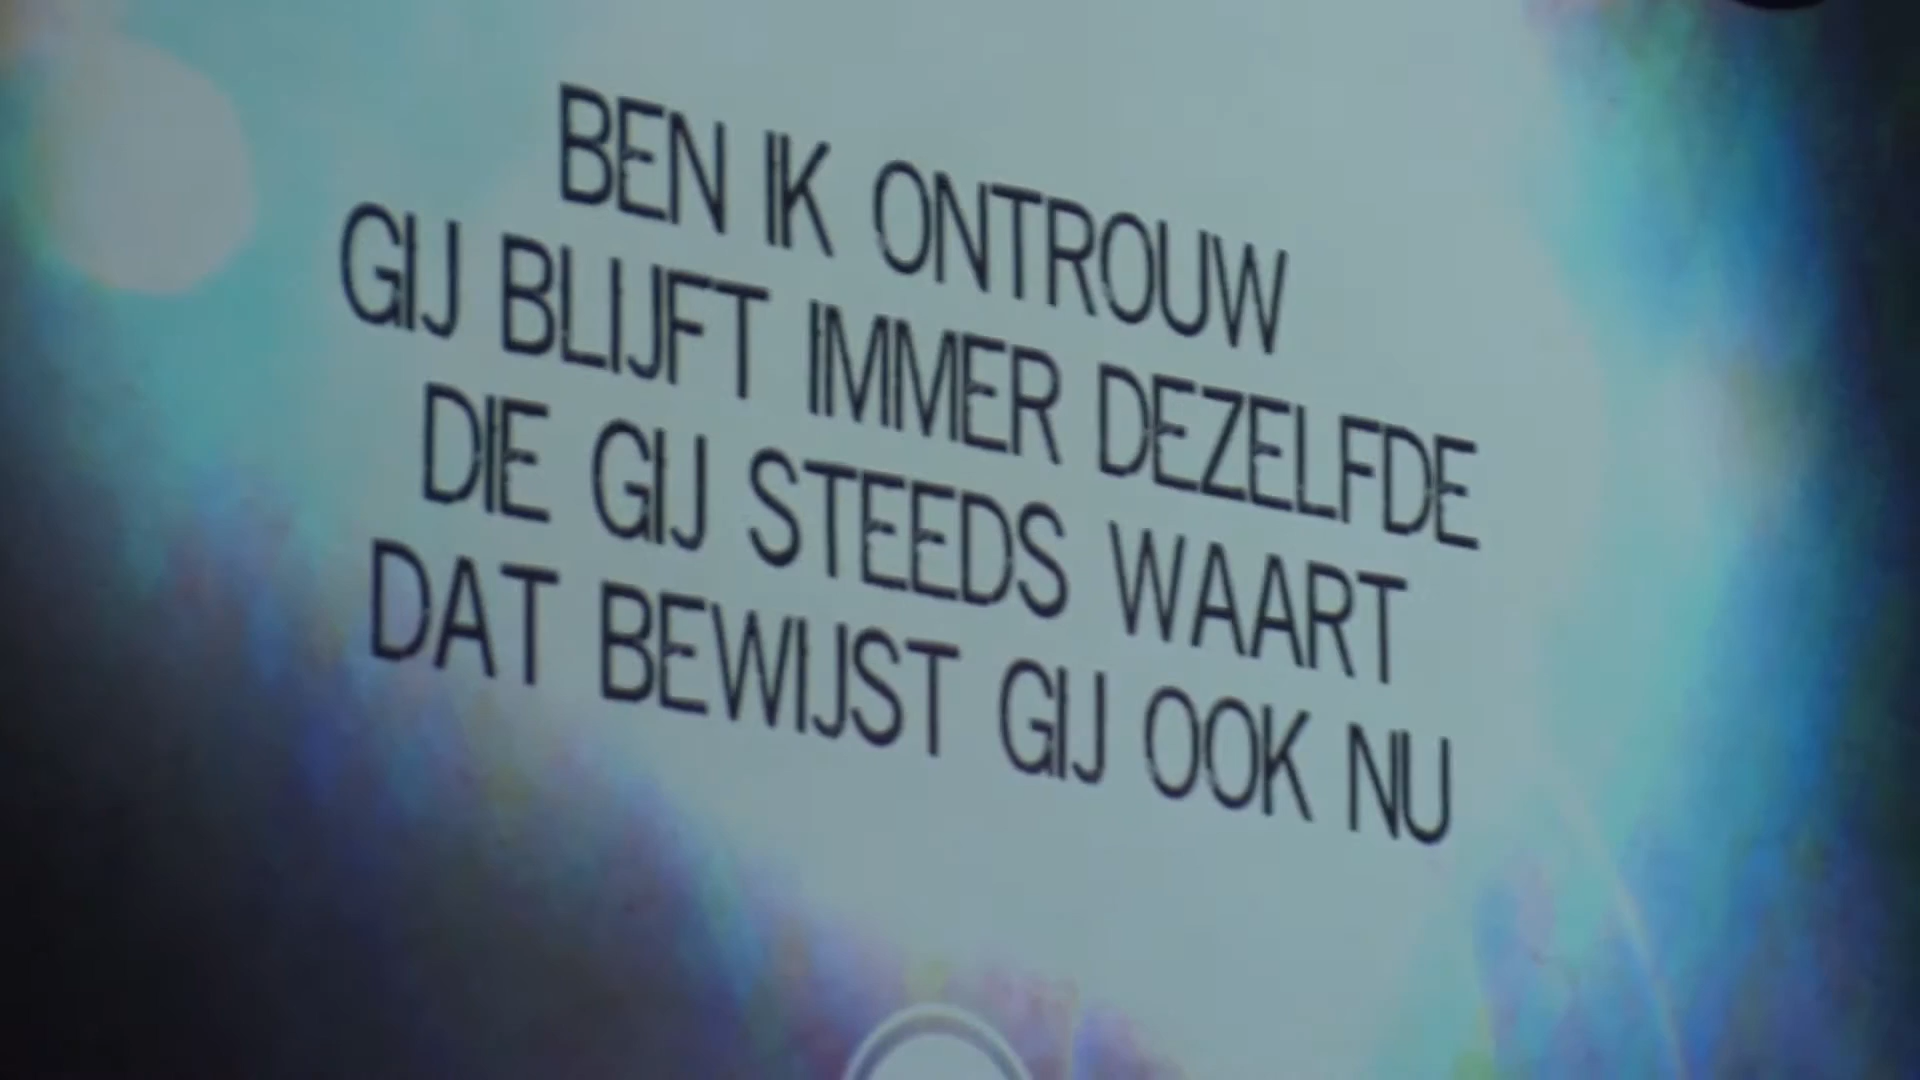 BEN IK ONTROUW
GIJ BLIJFT IMMER DEZELFDE
DIE GIJ STEEDS WAART
DAT BEWIJST GIJ OOK NU